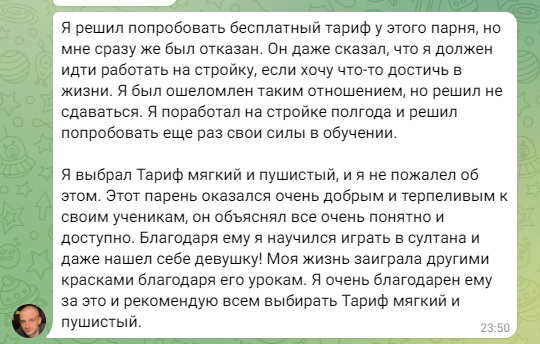 Я решил попробовать бесплатный тариф у этого парня, но
мне сразу же был отказан. Он даже сказал, что я должен
идти работать на стройку, если хочу что-то достичь в
жизни. Я был ошеломлен таким отношением, но решил не
сдаваться. Я поработал на стройке полгода и решил
попробовать еще раз свои силы в обучении.

Я выбрал Тариф мягкий и пушистый, и я не пожалел об
этом. Этот парень оказался очень добрым и терпеливым к
своим ученикам, он объяснял все очень понятно и
доступно. Благодаря ему я научился играть в султана и
даже нашел себе девушку! Моя жизнь заиграла другими
красками благодаря его урокам. Я очень благодарен ему
за это и рекомендую всем выбирать Тариф мягкий и
пушистый.
23:50